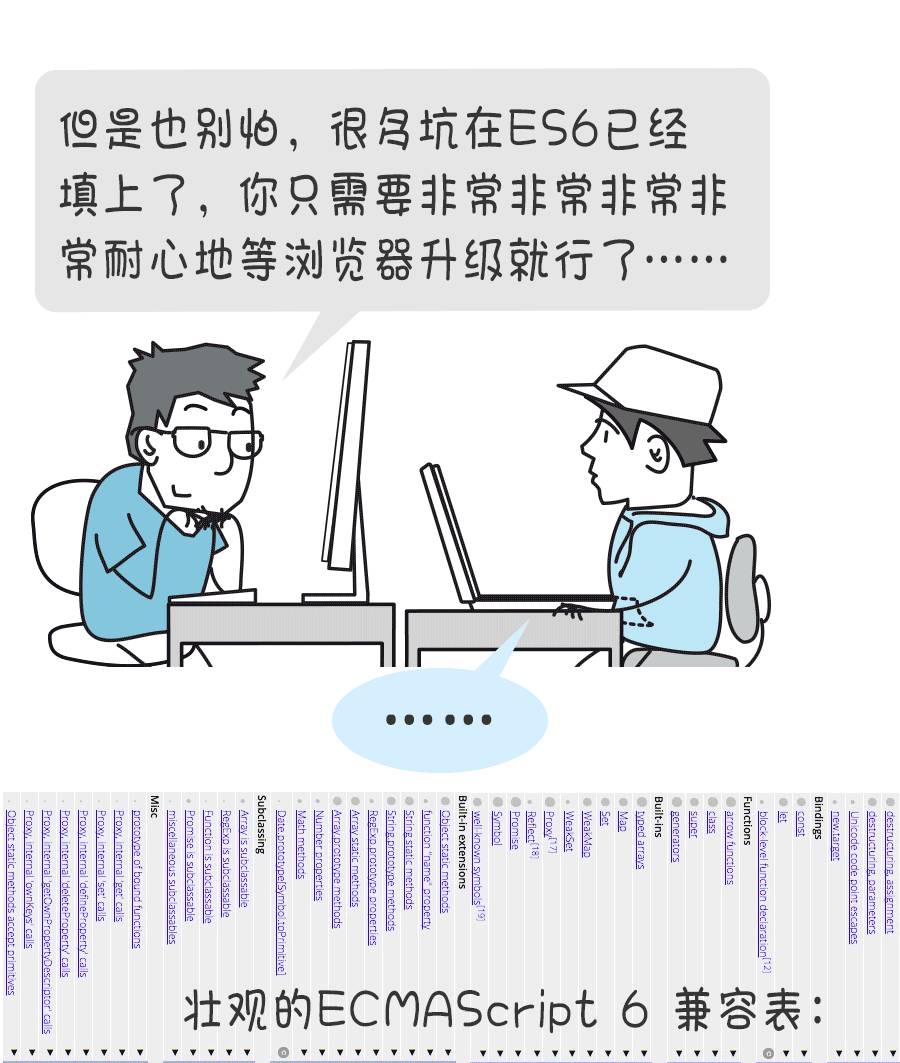 但是也别怕，很多坑在ES6已经
填上了，你只需要非常非常非常非
常耐心地等浏览器升级就行了……
……
destructuring, assignment
destructuring, parameters
Unicode code point escapes
new.target
Bindings
const
let
block-level function declaration[12]
Functions
arrow functions
class
super
generators
Built-ins
typed arrays
Map
Set
WeakMap
WeakSet
Proxy[17]
Reflect[18]
Promise
Symbol
well-known symbols[19]
Built-in extensions
Object static methods
function "name" property
String static methods
String.prototype methods
RegExp.prototype properties
Array static methods
Array.prototype methods
Number properties
Math methods
Date.prototype[Symbol.toPrimitive]
Subclassing
Array is subclassable
RegExp is subclassable
Function is subclassable
Promise is subclassable
miscellaneous subclassables
Misc
prototype of bound functions
Proxy, internal 'get' calls
Proxy, internal 'set' calls
Proxy, internal 'defineProperty' calls
Proxy, internal 'deleteProperty' calls
Proxy, internal 'getOwnPropertyDescriptor' calls
Proxy, internal 'ownKeys' calls
Object static methods accept primitives
壮观的ECMAScript 6 兼容表：